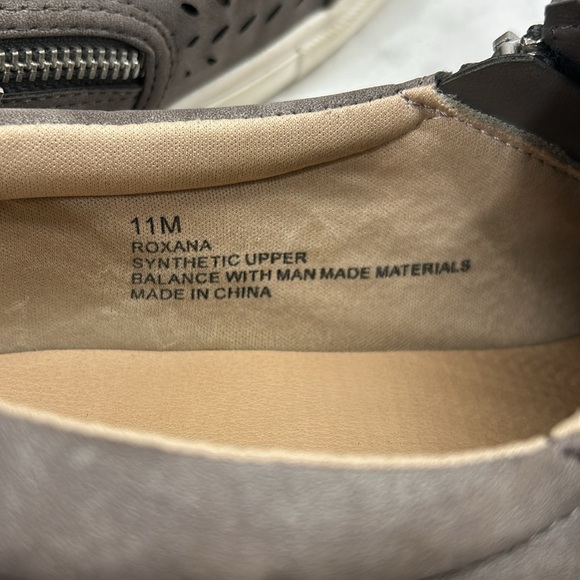 11M
ROXANA
SYNTHETIC UPPER
BALANCE WITH MAN MADE MATERIALS
MADE IN CHINA